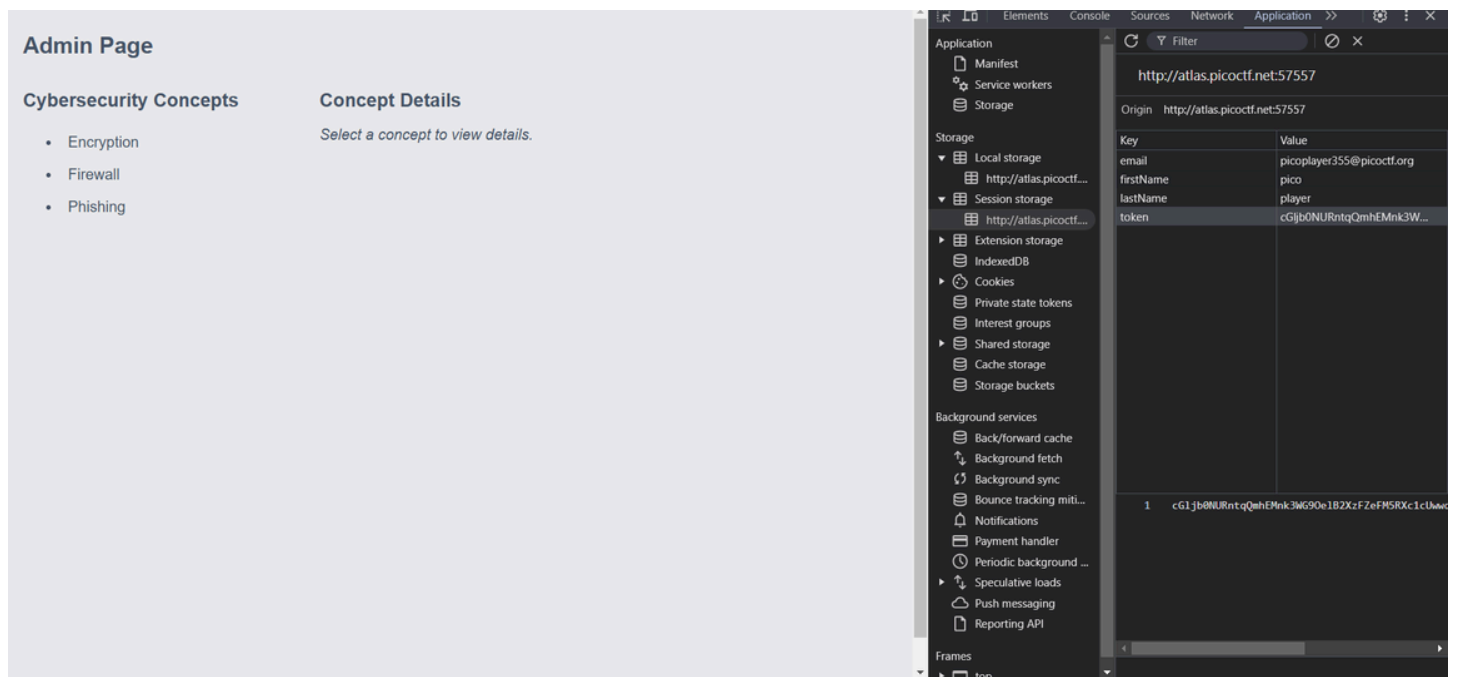 Admin Page
Cybersecurity Concepts
Encryption
Firewall
Phishing
Concept Details
Select a concept to view details.
Elements Console Sources Network Application
Application
Manifest
Service workers
Storage
Storage
Local storage
http://atlas.picoctf....
Session storage
http://atlas.picoctf....
Extension storage
IndexedDB
Cookies
Private state tokens
Interest groups
Shared storage
Cache storage
Storage buckets
Background services
Back/forward cache
Background fetch
Background sync
Bounce tracking miti...
Notifications
Payment handler
Periodic background ...
Speculative loads
Push messaging
Reporting API
Frames
top
Filter
http://atlas.picoctf.net:57557
Origin http://atlas.picoctf.net:57557
Key Value
email picoplayer355@picoctf.org
firstName pico
lastName player
token cGljb0NURntqQmhEMnk3W...
1